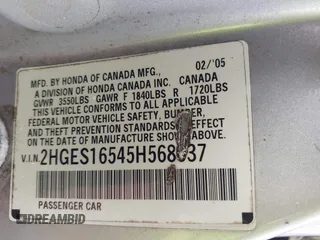 MFD. BY HONDA OF CANADA MFG., 02/'05
A DIVISION OF HONDA CANADA INC. CANADA
GVWR 3550LBS GAWR F 1840LBS R 1720LBS
THIS VEHICLE CONFORMS TO ALL APPLICABLE
FEDERAL MOTOR VEHICLE SAFETY, BUMPER,
AND THEFT PREVENTION STANDARDS IN EFFECT
ON THE DATE OF MANUFACTURE SHOWN ABOVE.
V.I.N.
PASSENGER CAR
DREAMBID